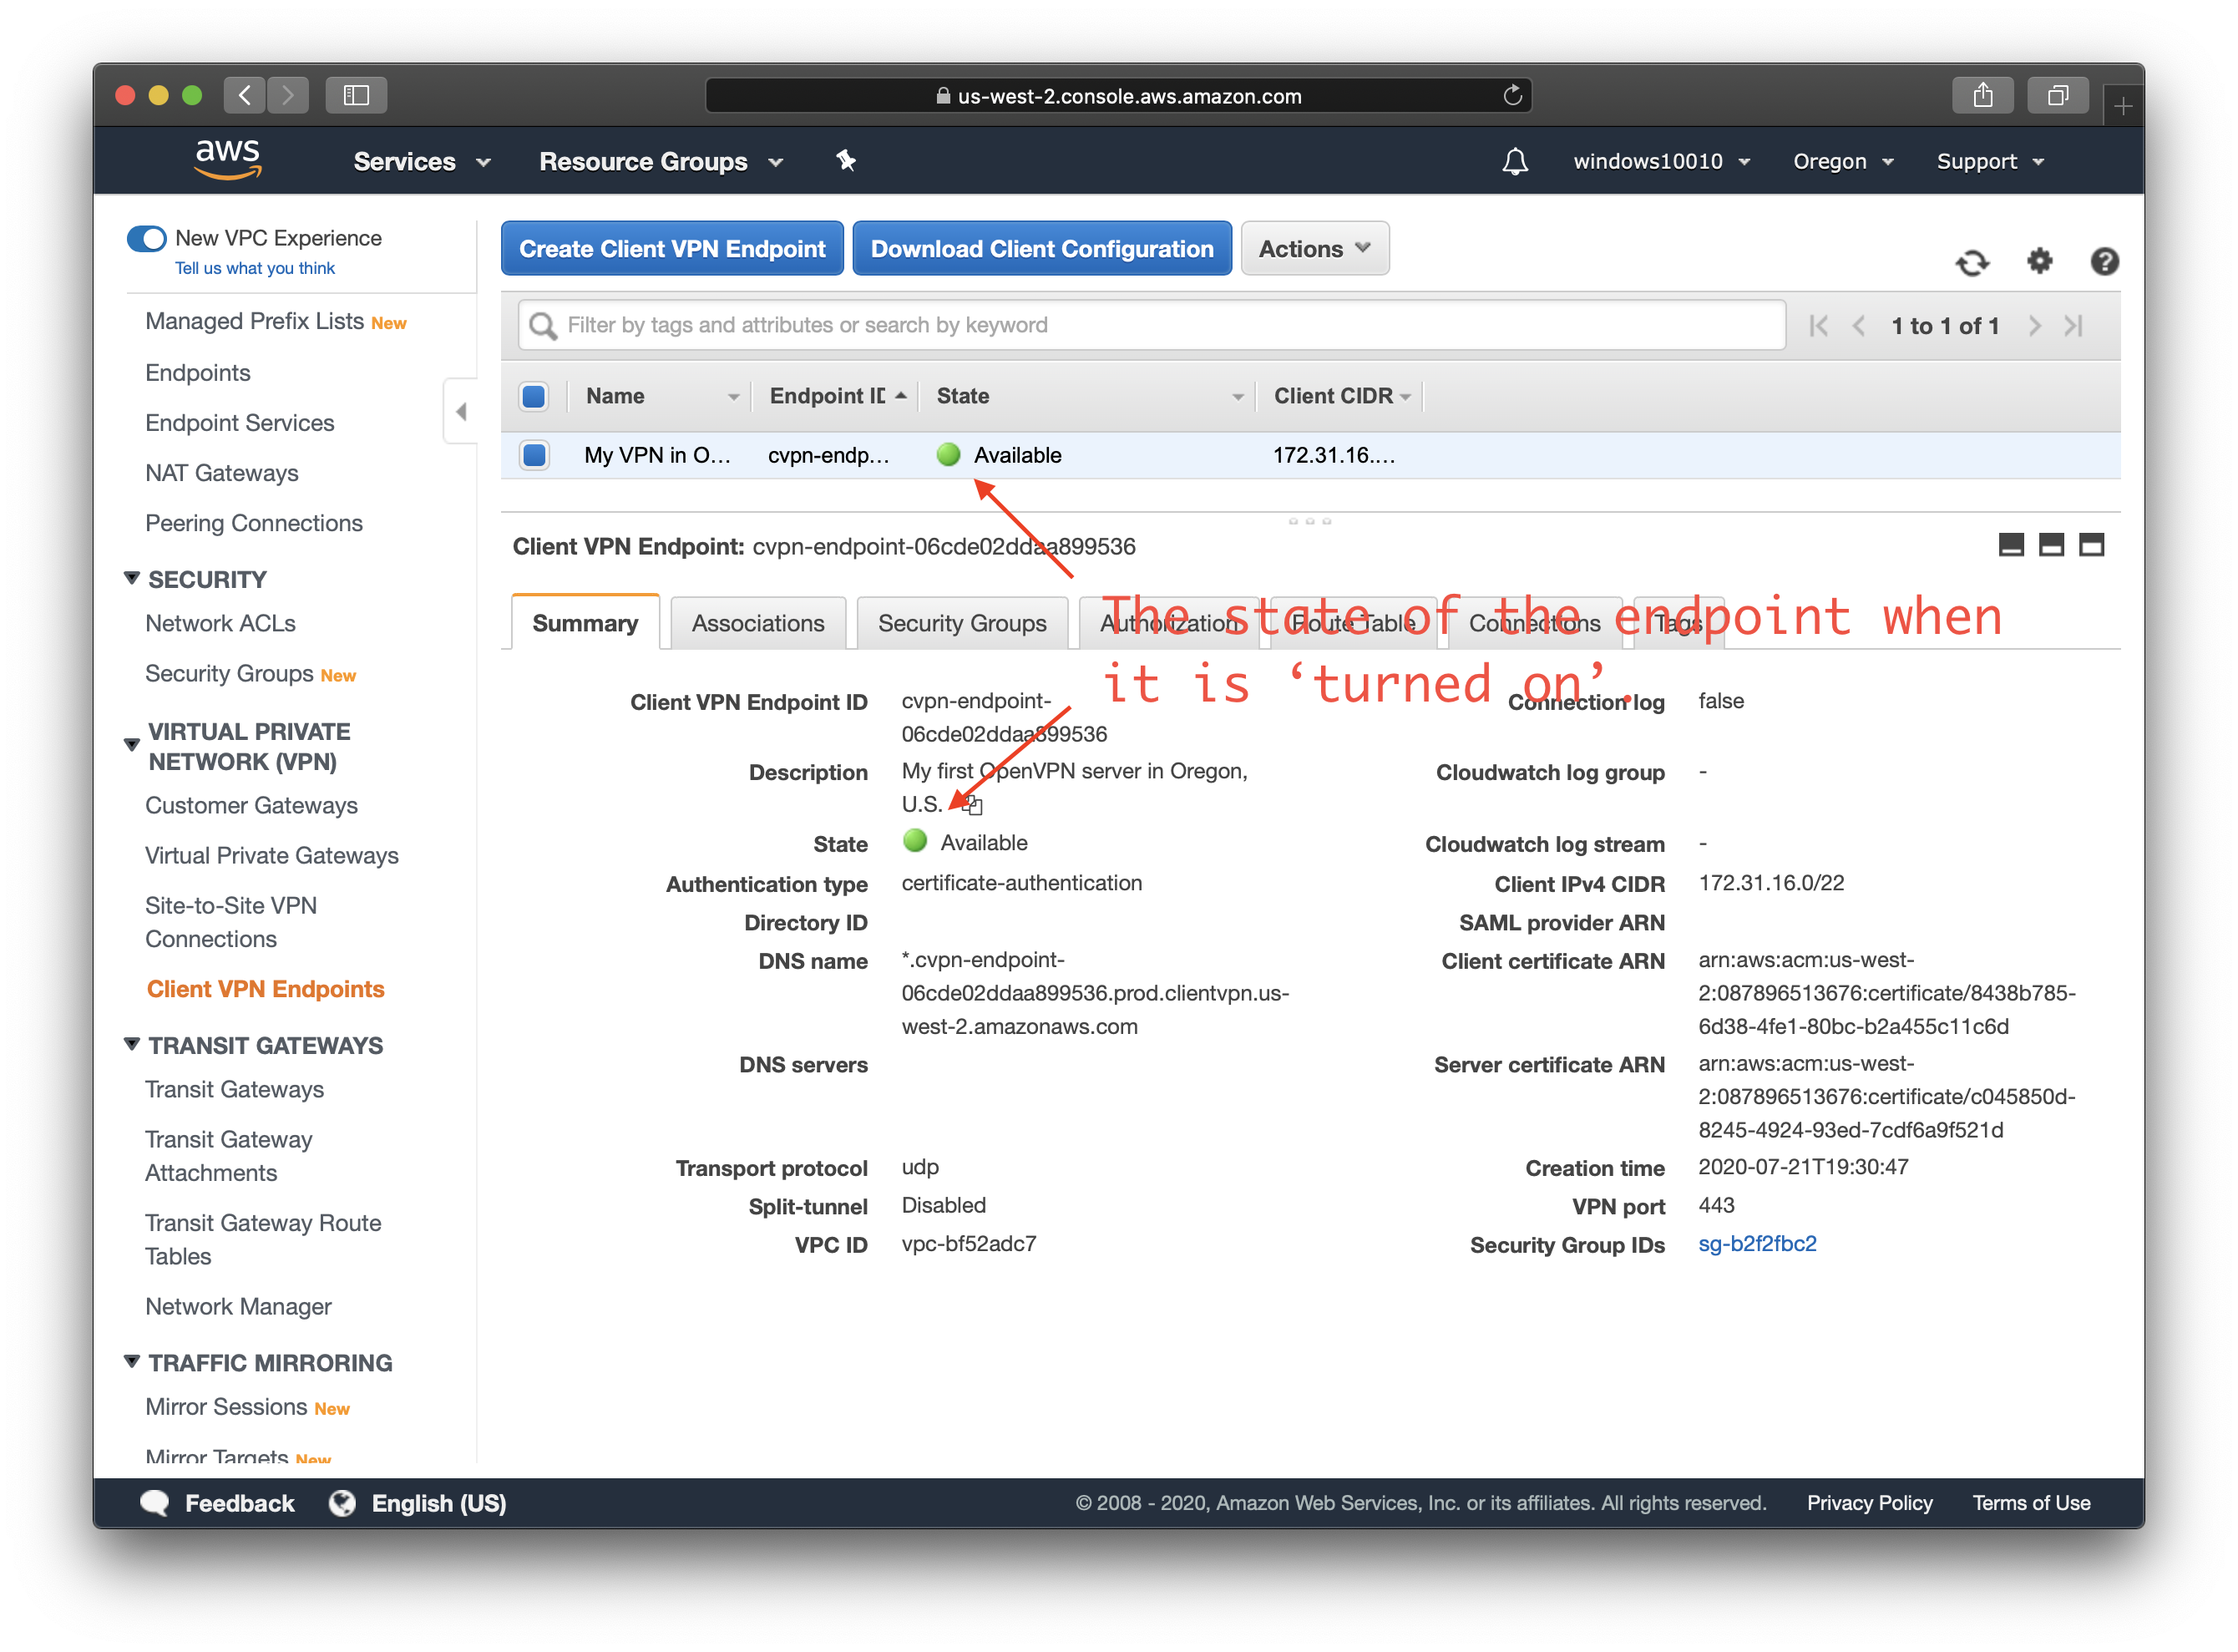 us-west-2.console.aws.amazon.com
aws
Services
Resource Groups
windows10010
Oregon
Support
New VPC Experience
Tell us what you think
Managed Prefix Lists New
Endpoints
Endpoint Services
NAT Gateways
Peering Connections
SECURITY
Network ACLs
Security Groups New
VIRTUAL PRIVATE
NETWORK (VPN)
Customer Gateways
Virtual Private Gateways
Site-to-Site VPN
Connections
Client VPN Endpoints
TRANSIT GATEWAYS
Transit Gateways
Transit Gateway
Attachments
Transit Gateway Route
Tables
Network Manager
TRAFFIC MIRRORING
Mirror Sessions New
Mirror Targets New
Create Client VPN Endpoint
Download Client Configuration
Actions
Filter by tags and attributes or search by keyword
1 to 1 of 1
Name
Endpoint ID
State
Client CIDR
My VPN in O...
cvpn-endp...
Available
172.31.16....
Client VPN Endpoint: cvpn-endpoint-06cde02ddaa899536
Summary
Associations
Security Groups
Authorization
Route Table
Connections
Tags
The state of the endpoint when
it is ‘turned on’.
Client VPN Endpoint ID
cvpn-endpoint-
06cde02ddaa899536
Description
My first OpenVPN server in Oregon,
U.S.
State
Available
Authentication type
certificate-authentication
Directory ID
DNS name
*.cvpn-endpoint-
06cde02ddaa899536.prod.clientvpn.us-
west-2.amazonaws.com
DNS servers
Transport protocol
udp
Split-tunnel
Disabled
VPC ID
vpc-bf52adc7
Connection log
false
Cloudwatch log group
-
Cloudwatch log stream
-
Client IPv4 CIDR
172.31.16.0/22
SAML provider ARN
Client certificate ARN
arn:aws:acm:us-west-
2:087896513676:certificate/8438b785-
6d38-4fe1-80bc-b2a455c11c6d
Server certificate ARN
arn:aws:acm:us-west-
2:087896513676:certificate/c045850d-
8245-4924-93ed-7cdf6a9f521d
Creation time
2020-07-21T19:30:47
VPN port
443
Security Group IDs
sg-b2f2fbc2
Feedback
English (US)
© 2008 - 2020, Amazon Web Services, Inc. or its affiliates. All rights reserved.
Privacy Policy
Terms of Use